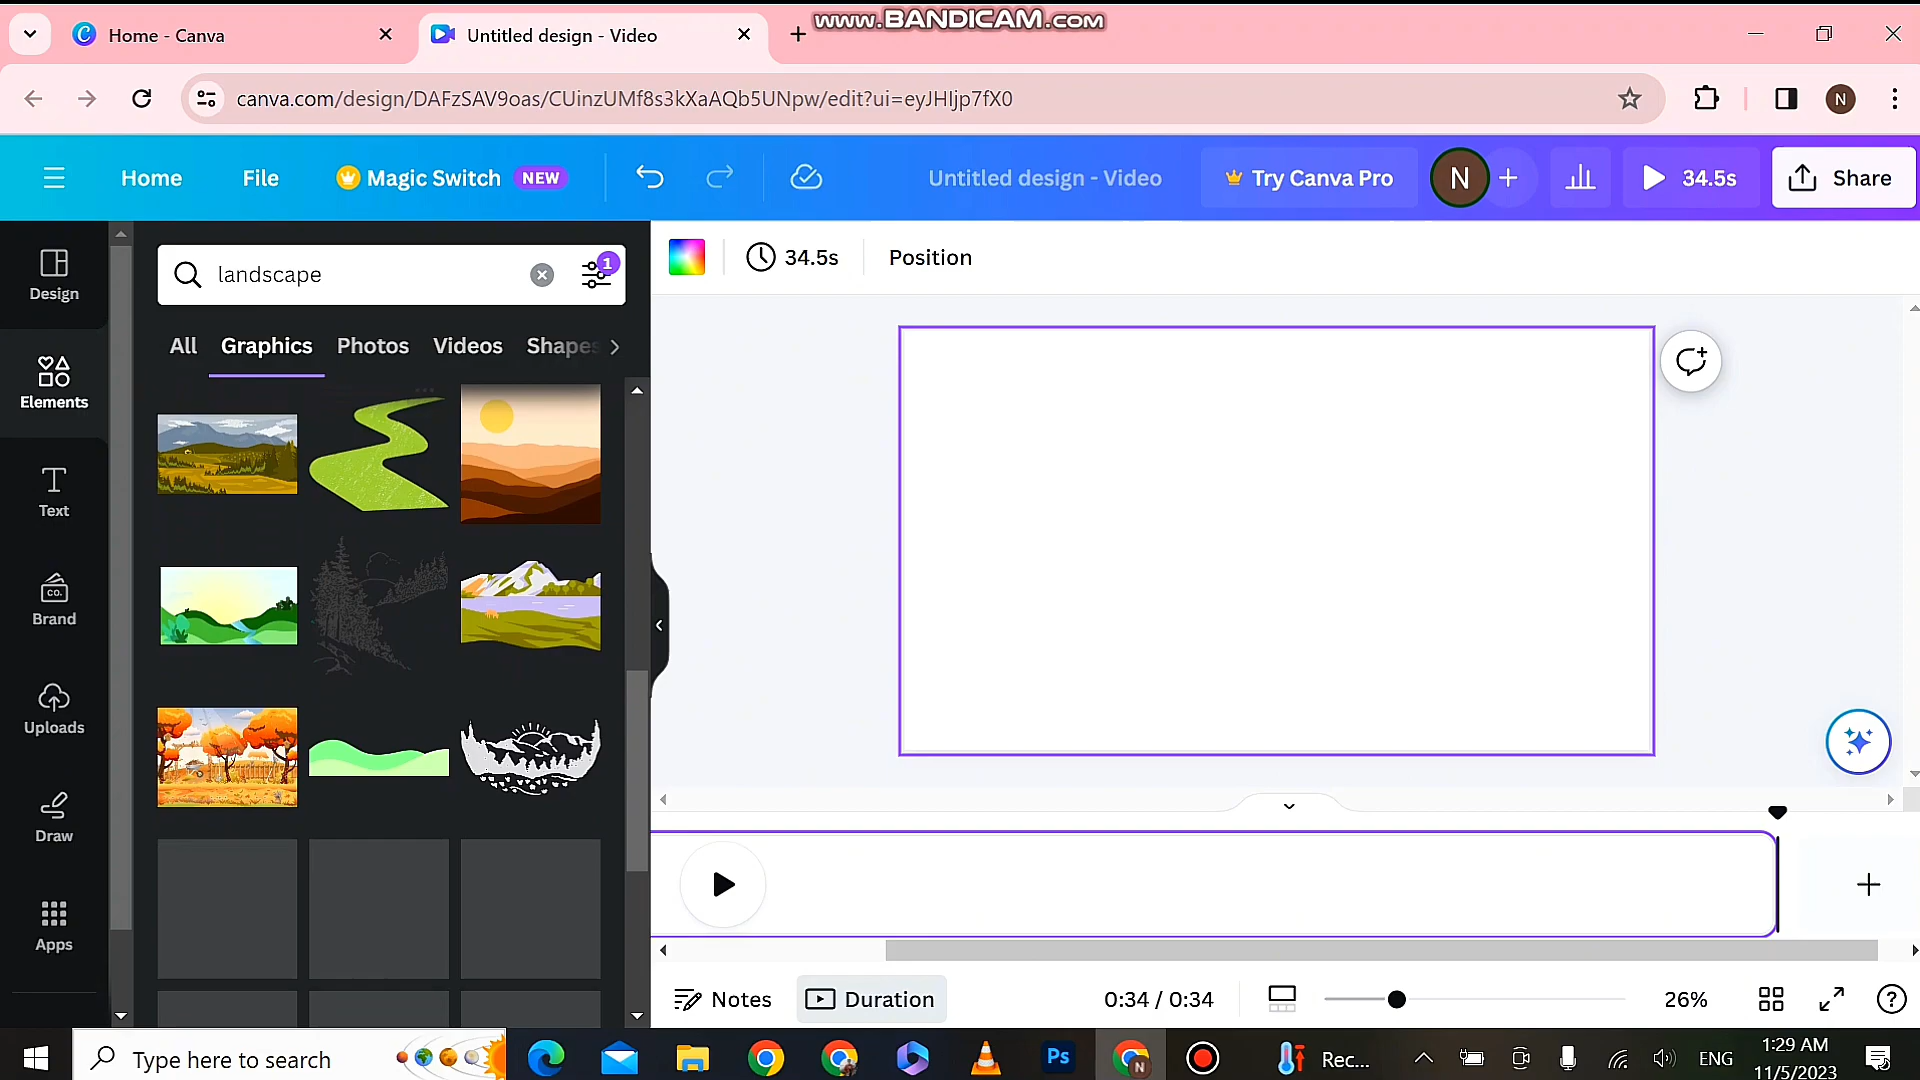 www.BANDICAM.com
Home - Canva
Untitled design - Video
canva.com/design/DAFzSAV9oas/CUinzUMf8s3kXaAQb5UNpw/edit?ui=eyJHIjp7fX0
N
Home
File
Magic Switch
NEW
Untitled design - Video
Try Canva Pro
N
34.5s
Share
Design
Elements
Text
CO.
Brand
Uploads
Draw
Apps
landscape
1
All
Graphics
Photos
Videos
Shapes
34.5s
Position
Notes
Duration
0:34 / 0:34
26%
Type here to search
Ps
N
Rec...
ENG
1:29 AM
11/5/2023